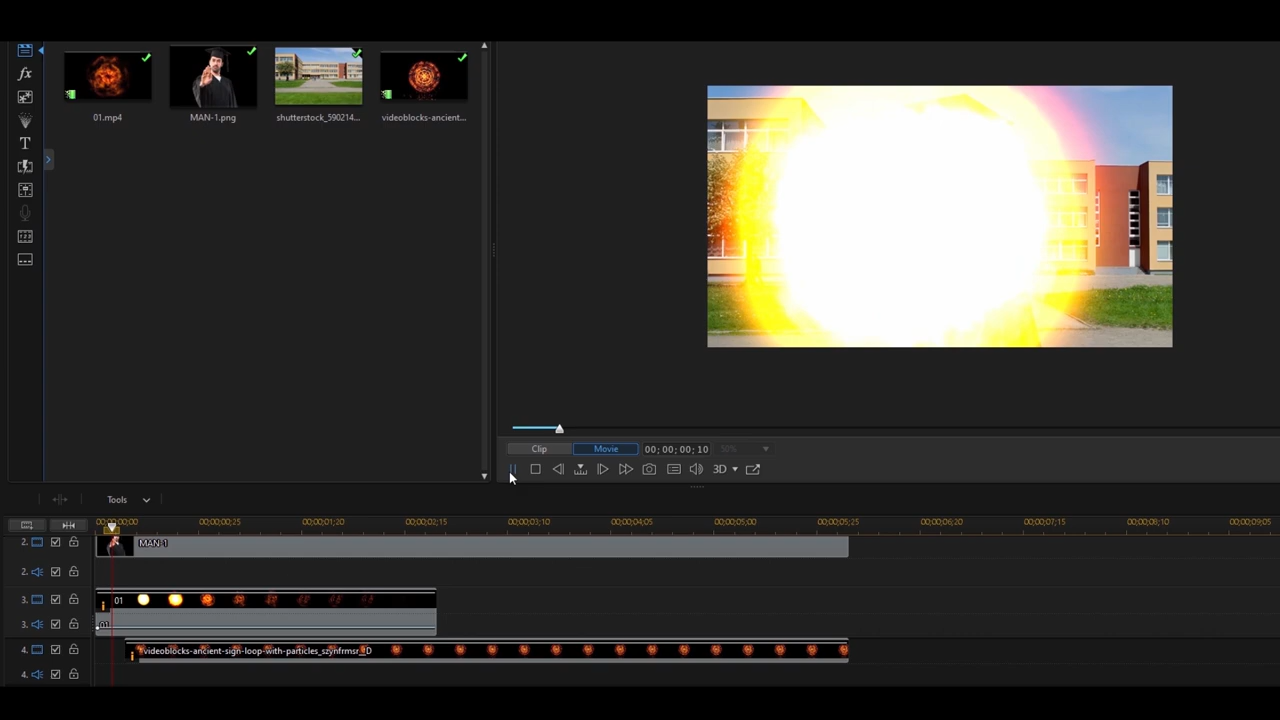 fx
T
01.mp4
MAN-1.png
shutterstock_590214...
videoblocks-ancient...
Clip
Movie
00; 00; 00; 10
50%
3D
Tools
00;00;00;00
00;00;00;25
00;00;01;20
00;00;02;15
00;00;03;10
00;00;04;05
00;00;05;00
00;00;05;25
00;00;06;20
00;00;07;15
00;00;08;10
00;00;09;05
2.
MAN-1
2.
3.
01
3.
01
4.
videoblocks-ancient-sign-loop-with-particles_szynfrmsr__D
4.